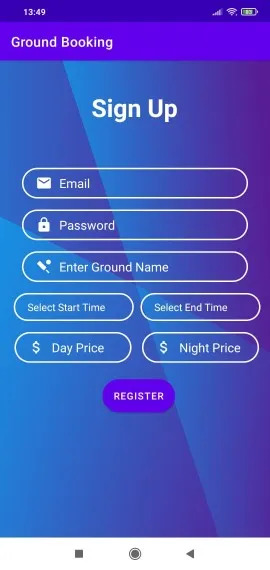 13:49
Ground Booking
Sign Up
Email
Password
Enter Ground Name
Select Start Time
Select End Time
$ Day Price
$ Night Price
REGISTER